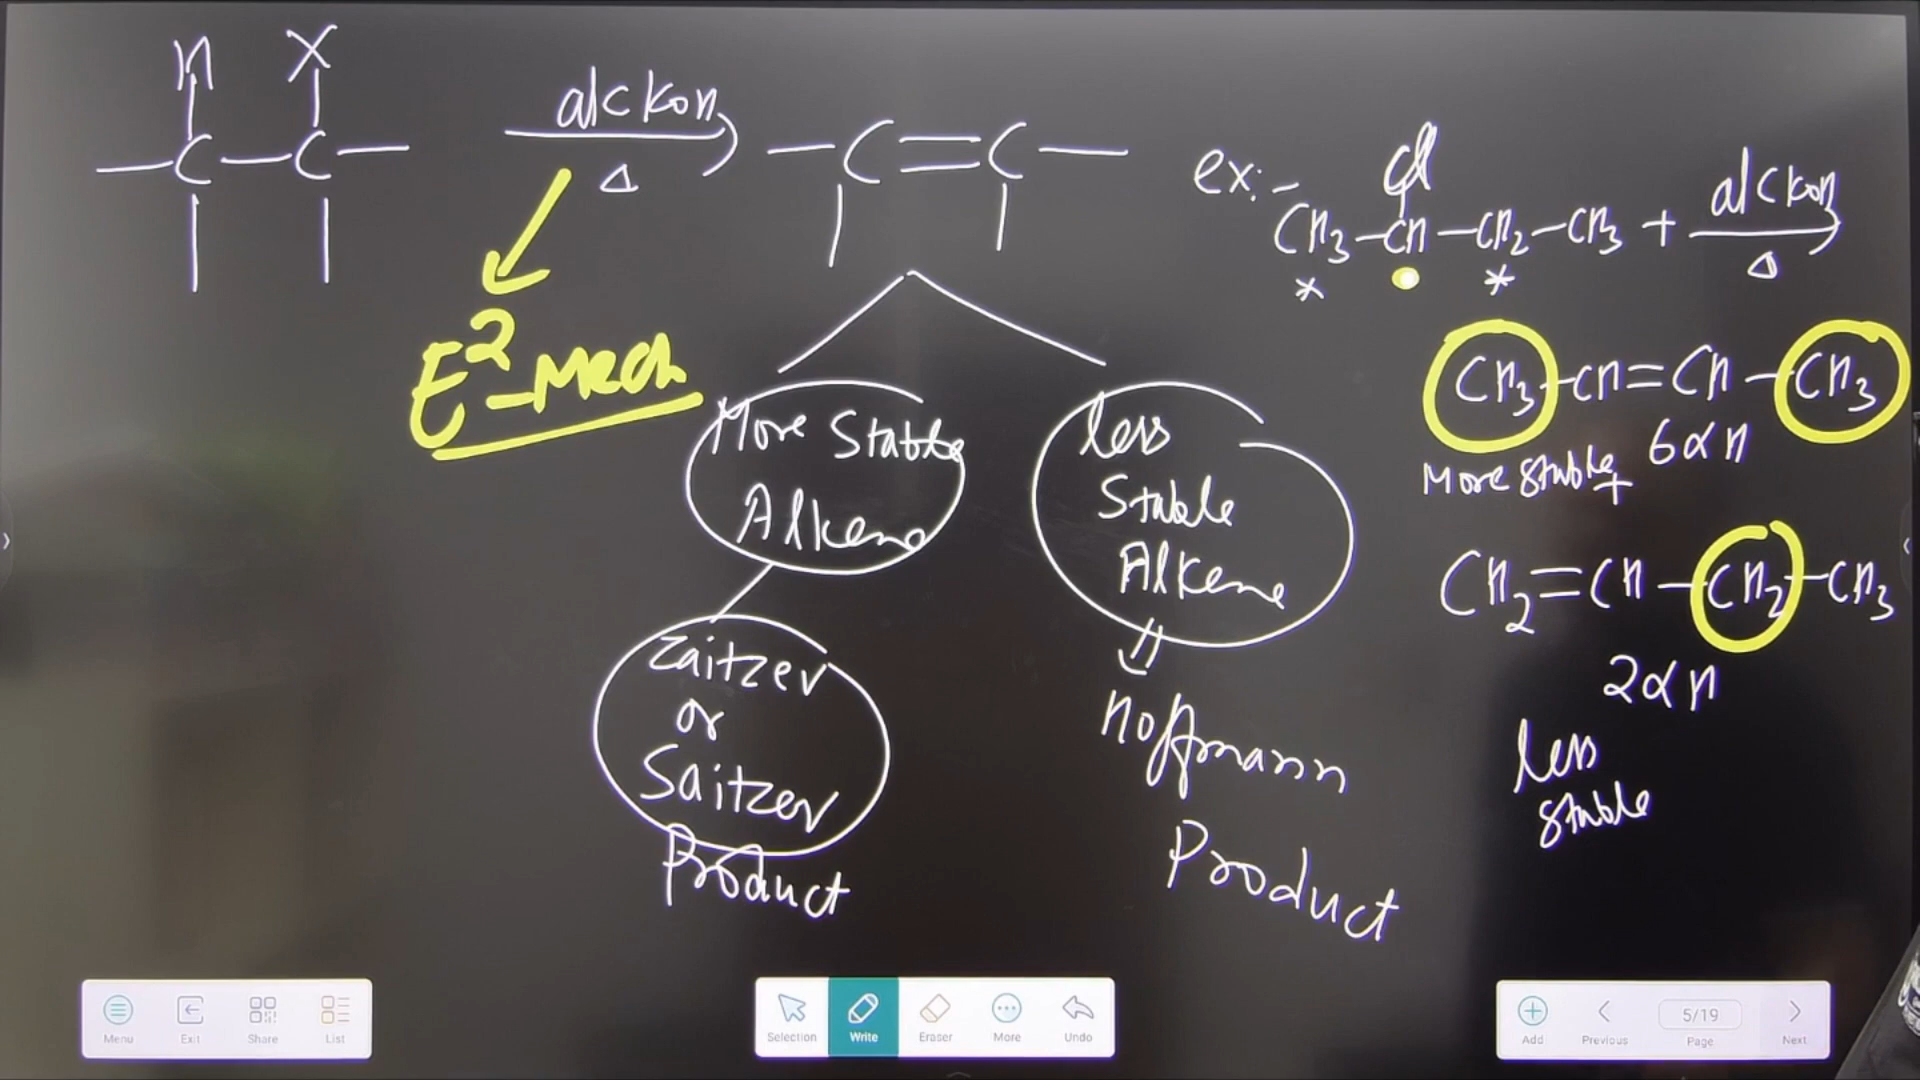 H X
— C — C — alc KOH Δ — C = C —
E2-Mech
More Stable
Alkene
less
Stable
Alkene
Zaitzev
or
Saitzev
Product
Hoffmann
Product
ex:-
Cl
CH3 — CH — CH2 — CH3 + alc KOH
* * Δ
CH3 — CH = CH — CH3
More stable 6αH
+
CH2 = CH — CH2 — CH3
2αH
less
stable
Menu Exit Share List
Selection Write Eraser More Undo
Add Previous 5/19 Page Next